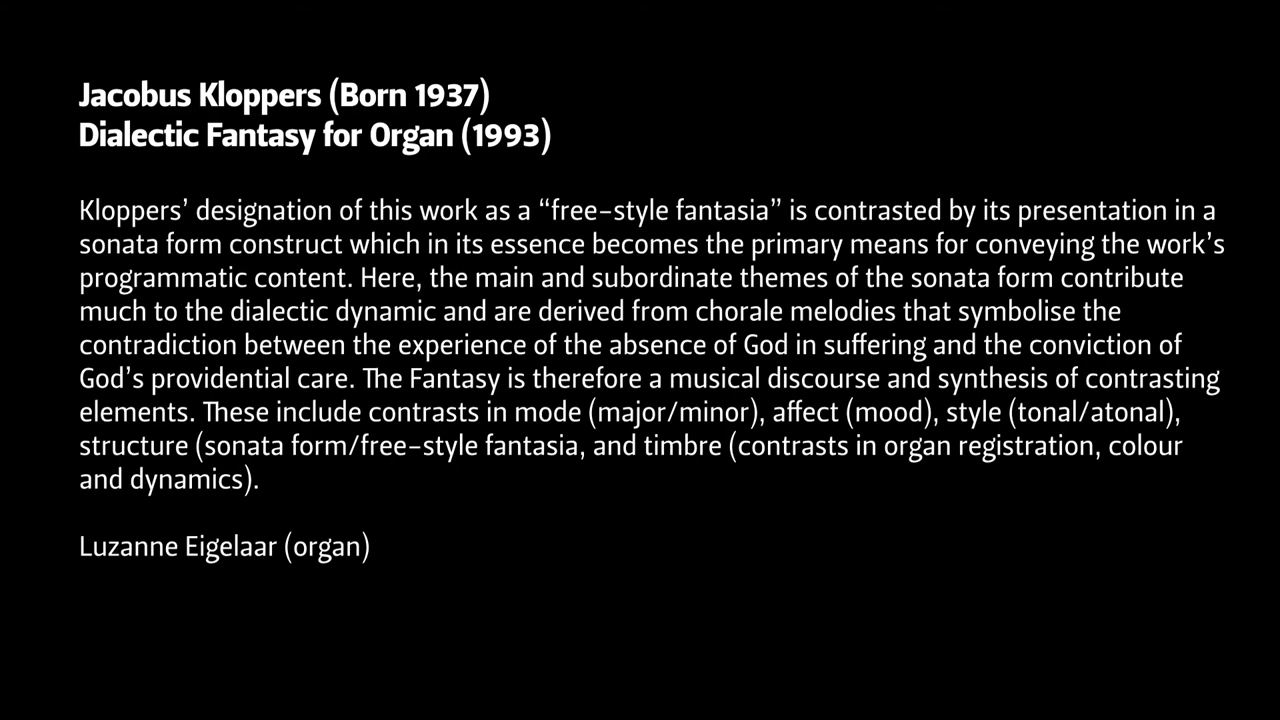 Jacobus Kloppers (Born 1937)
Dialectic Fantasy for Organ (1993)
Kloppers’ designation of this work as a “free–style fantasia” is contrasted by its presentation in a
sonata form construct which in its essence becomes the primary means for conveying the work’s
programmatic content. Here, the main and subordinate themes of the sonata form contribute
much to the dialectic dynamic and are derived from chorale melodies that symbolise the
contradiction between the experience of the absence of God in suffering and the conviction of
God’s providential care. The Fantasy is therefore a musical discourse and synthesis of contrasting
elements. These include contrasts in mode (major/minor), affect (mood), style (tonal/atonal),
structure (sonata form/free–style fantasia, and timbre (contrasts in organ registration, colour
and dynamics).
Luzanne Eigelaar (organ)